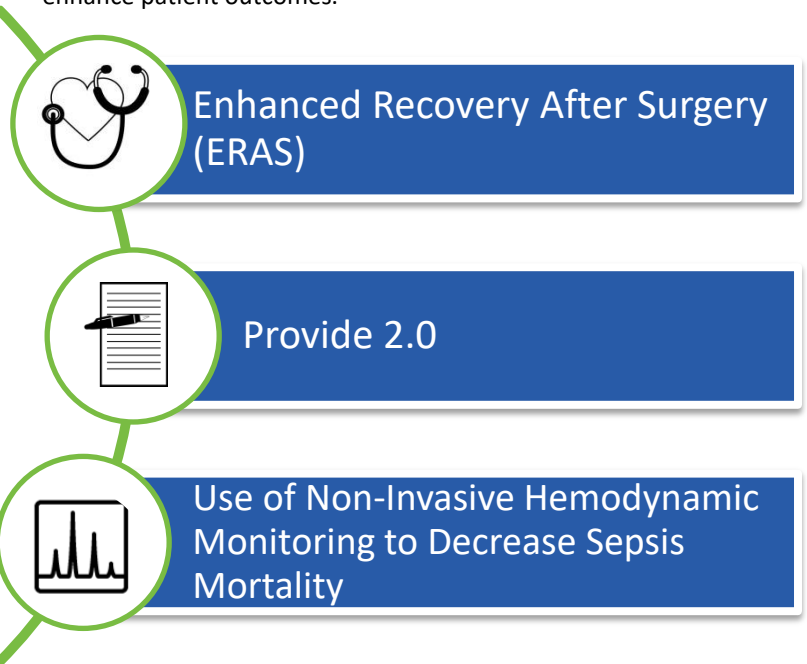 enhance patient outcomes.
Enhanced Recovery After Surgery
(ERAS)
Provide 2.0
Use of Non-Invasive Hemodynamic
Monitoring to Decrease Sepsis
Mortality